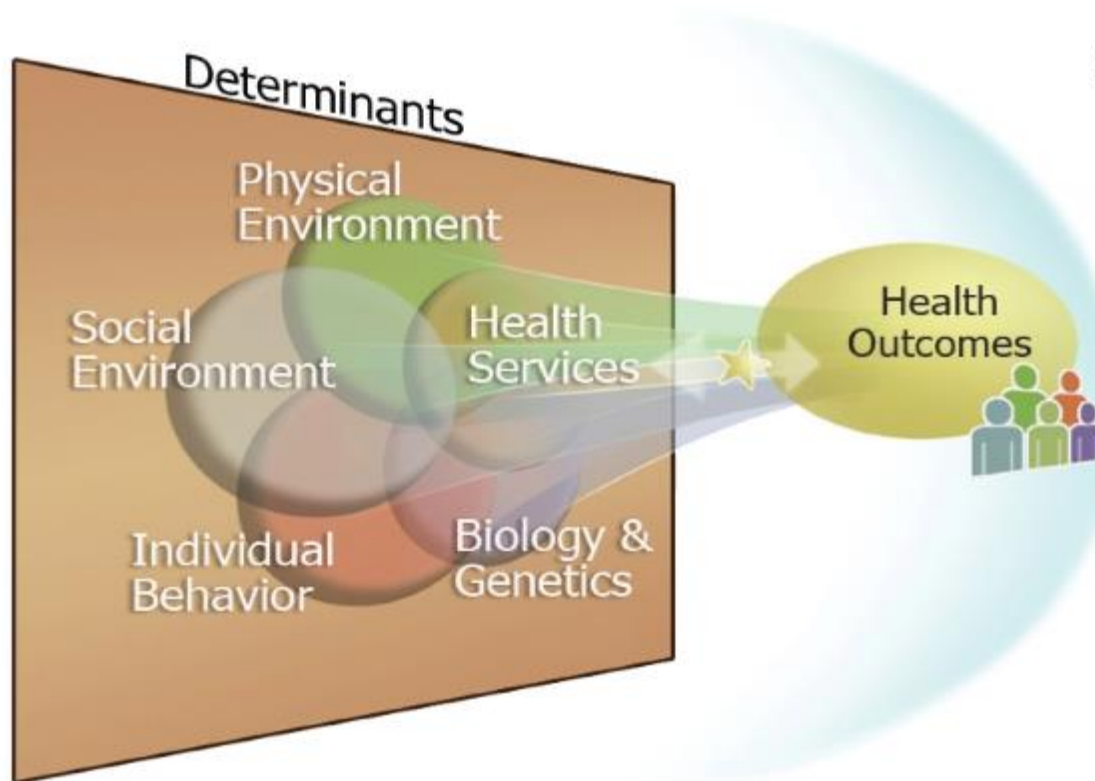 Determinants
Physical
Environment
Social
Environment
Health
Services
Individual
Behavior
Biology &
Genetics
Health
Outcomes